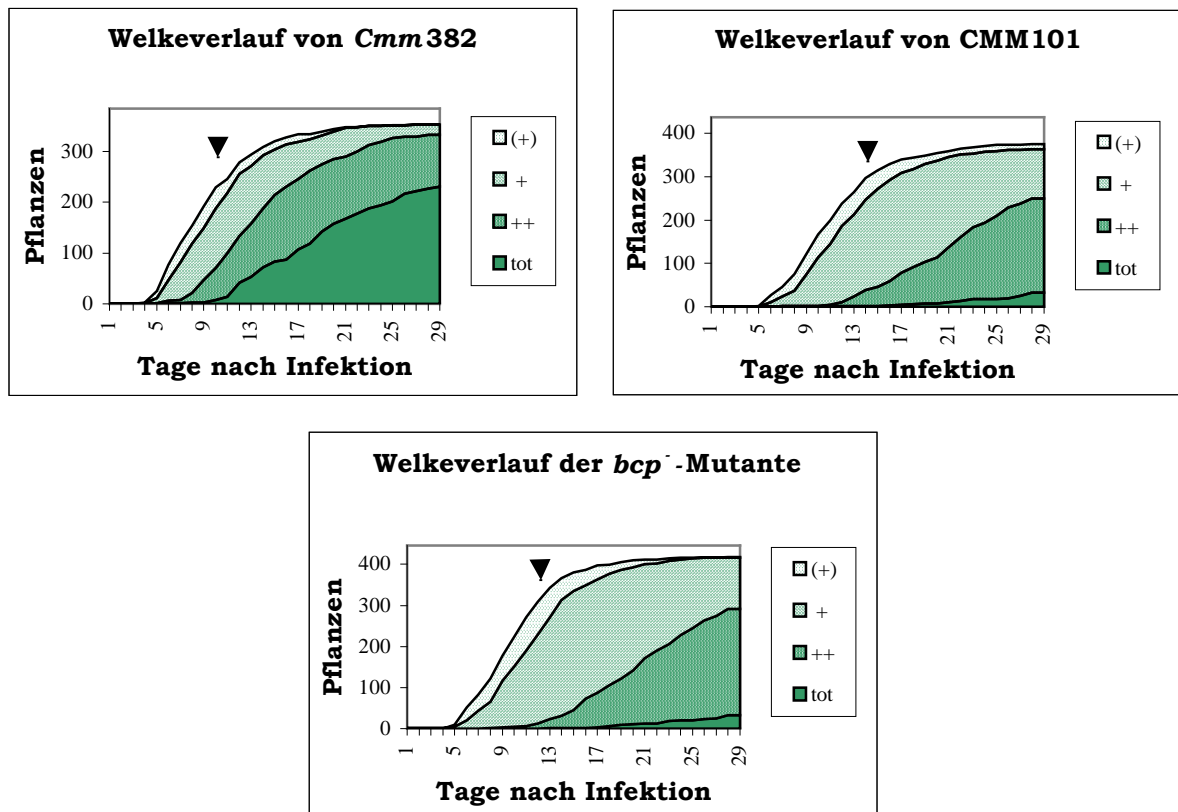 Welkeverlauf von Cmm382
300
200
100
0
Pflanzen
1 5 9 13 17 21 25 29
Tage nach Infektion
(+)
+
++
tot
Welkeverlauf von CMM101
400
300
200
100
0
Pflanzen
1 5 9 13 17 21 25 29
Tage nach Infektion
(+)
+
++
tot
Welkeverlauf der bcp⁻-Mutante
400
300
200
100
0
Pflanzen
1 5 9 13 17 21 25 29
Tage nach Infektion
(+)
+
++
tot